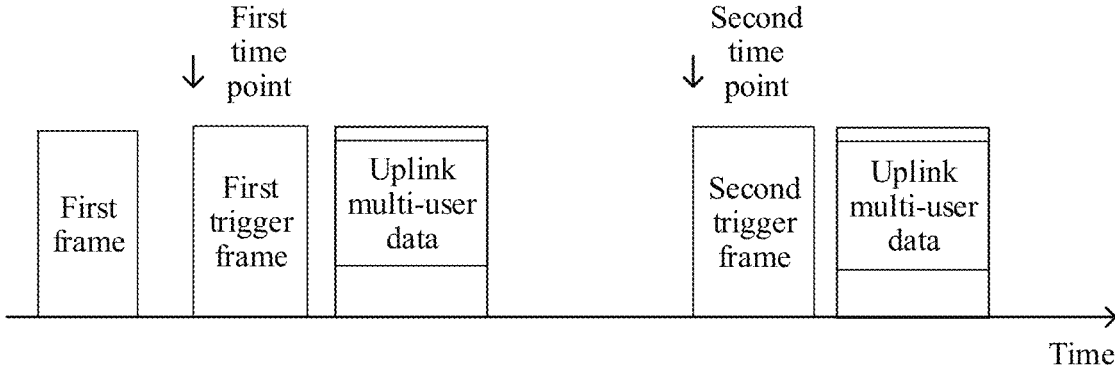 First
time
point
Second
time
point
First
frame
First
trigger
frame
Uplink
multi-user
data
Second
trigger
frame
Uplink
multi-user
data
Time